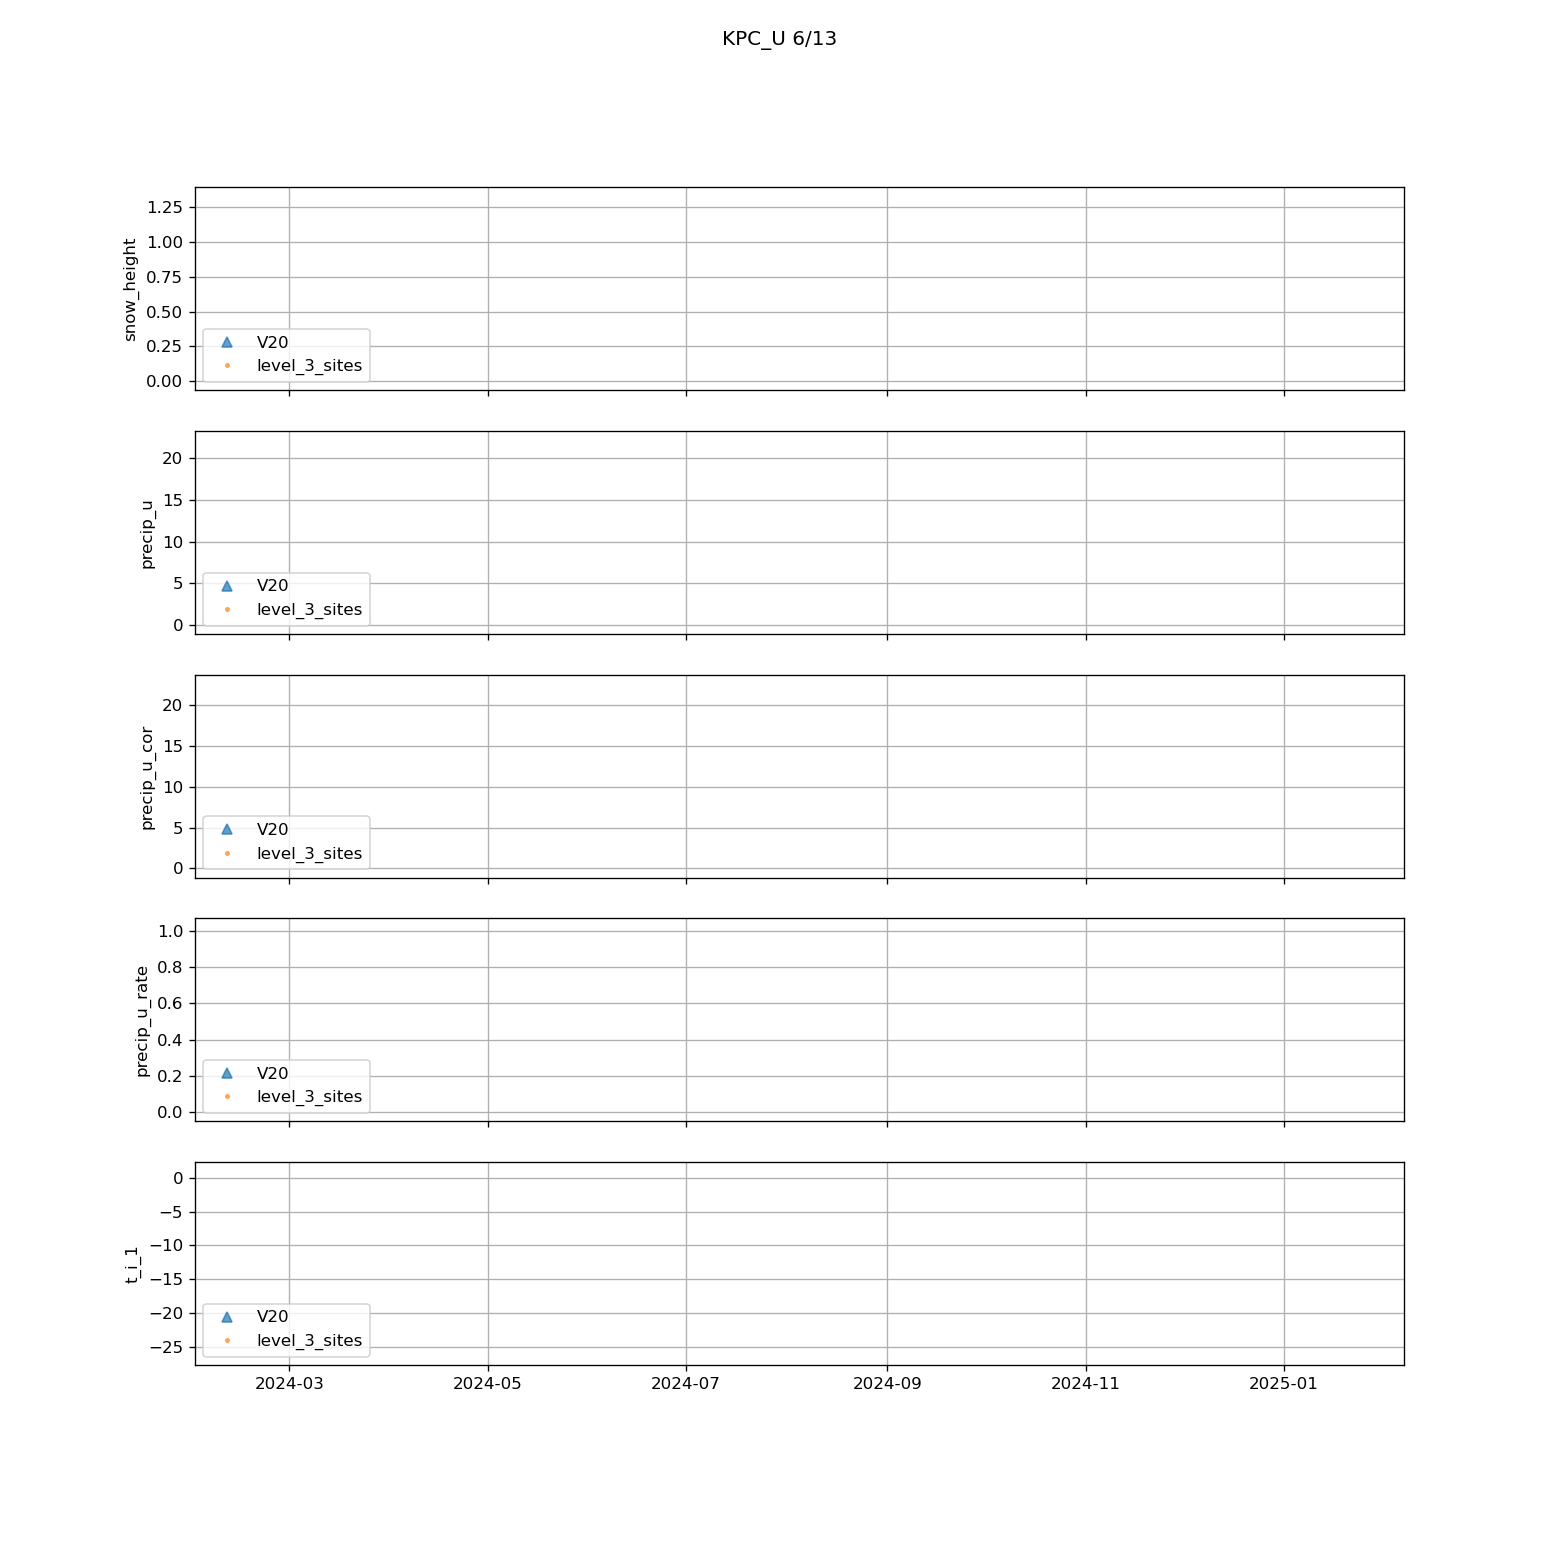 KPC_U 6/13
snow_height
1.25
1.00
0.75
0.50
0.25
0.00
V20
level_3_sites
precip_u
20
15
10
5
0
V20
level_3_sites
precip_u_cor
20
15
10
5
0
V20
level_3_sites
precip_u_rate
1.0
0.8
0.6
0.4
0.2
0.0
V20
level_3_sites
t_i_1
0
−5
−10
−15
−20
−25
V20
level_3_sites
2024-03 2024-05 2024-07 2024-09 2024-11 2025-01